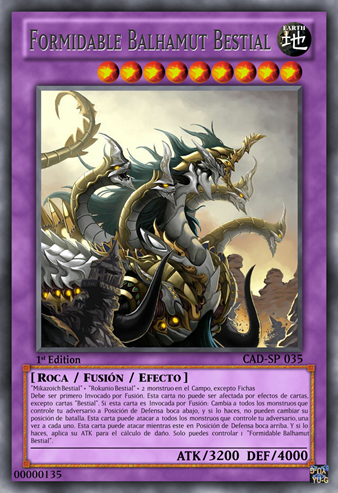 FORMIDABLE BALHAMUT BESTIAL
EARTH
地
1st Edition
CAD-SP 035
[ ROCA / FUSIÓN / EFECTO ]
"Mikazoich Bestial" + "Rokunio Bestial" + 2 monstruo en el Campo, excepto Fichas
Debe ser primero Invocado por Fusión. Esta carta no puede ser afectada por efectos de cartas,
excepto cartas "Bestial". Si esta carta es Invocada por Fusión: Cambia a todos los monstruos que
controle tu adversario a Posición de Defensa boca abajo, y si lo haces, no pueden cambiar su
posición de batalla. Esta carta puede atacar a todos los monstruos que controle tu adversario, una
vez a cada uno. Esta carta puede atacar mientras este en Posición de Defensa boca arriba. Y si lo
haces, aplica su ATK para el cálculo de daño. Solo puedes controlar 1 "Formidable Balhamut
Bestial".
ATK/3200 DEF/4000
00000135
YU-G